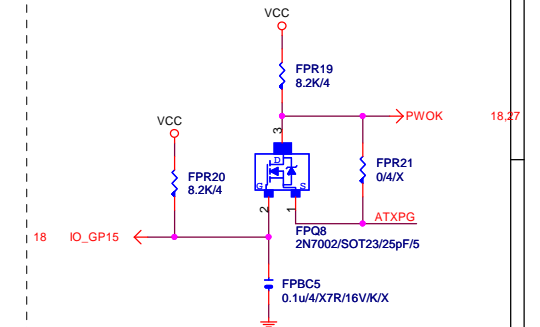 VCC
FPR19
8.2K/4
PWOK
18,27
VCC
3
D
G
S
FPR20
8.2K/4
FPR21
0/4/X
2
1
ATXPG
FPQ8
2N7002/SOT23/25pF/5
18
IO_GP15
FPBC5
0.1u/4/X7R/16V/K/X